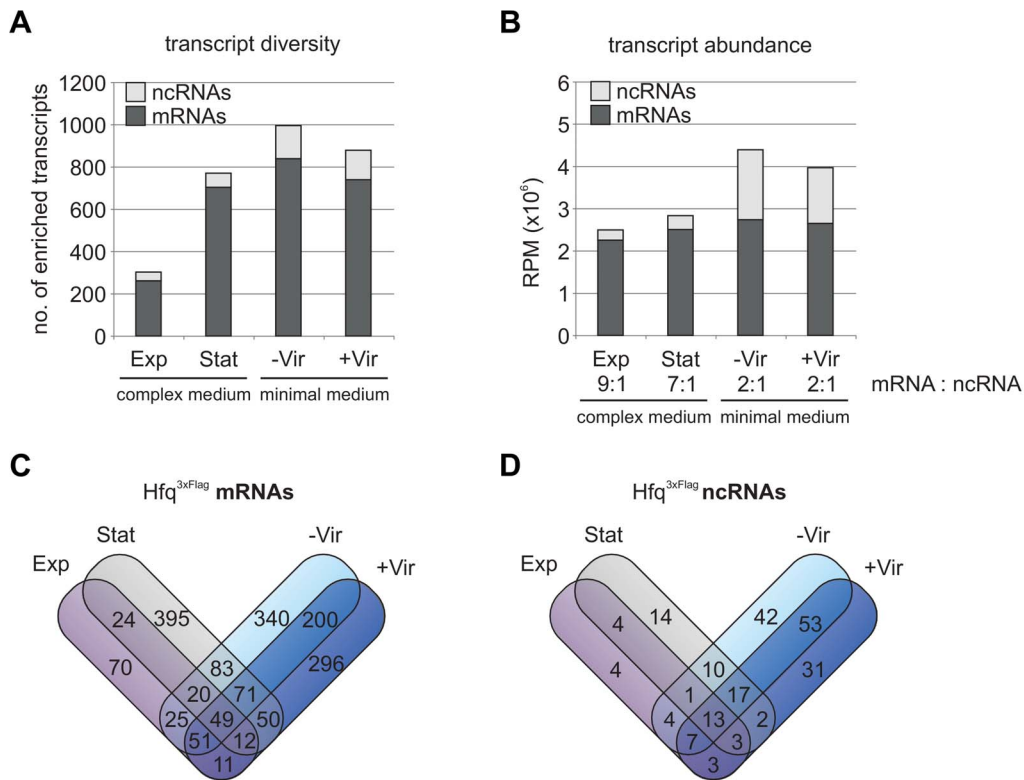 A
transcript diversity
no. of enriched transcripts
1200
1000
800
600
400
200
0
ncRNAs
mRNAs
Exp Stat -Vir +Vir
complex medium minimal medium
B
transcript abundance
RPM (x10⁶)
6
5
4
3
2
1
0
ncRNAs
mRNAs
Exp Stat -Vir +Vir
9:1 7:1 2:1 2:1 mRNA : ncRNA
complex medium minimal medium
C
Hfq³ˣᶠˡᵃᵍ mRNAs
Stat -Vir
Exp +Vir
24 395 340 200
70 83 296
20 71
25 49 50
51 12
11
D
Hfq³ˣᶠˡᵃᵍ ncRNAs
Stat -Vir
Exp +Vir
4 14 42 53
4 10 31
1 17
4 13 2
7 3
3